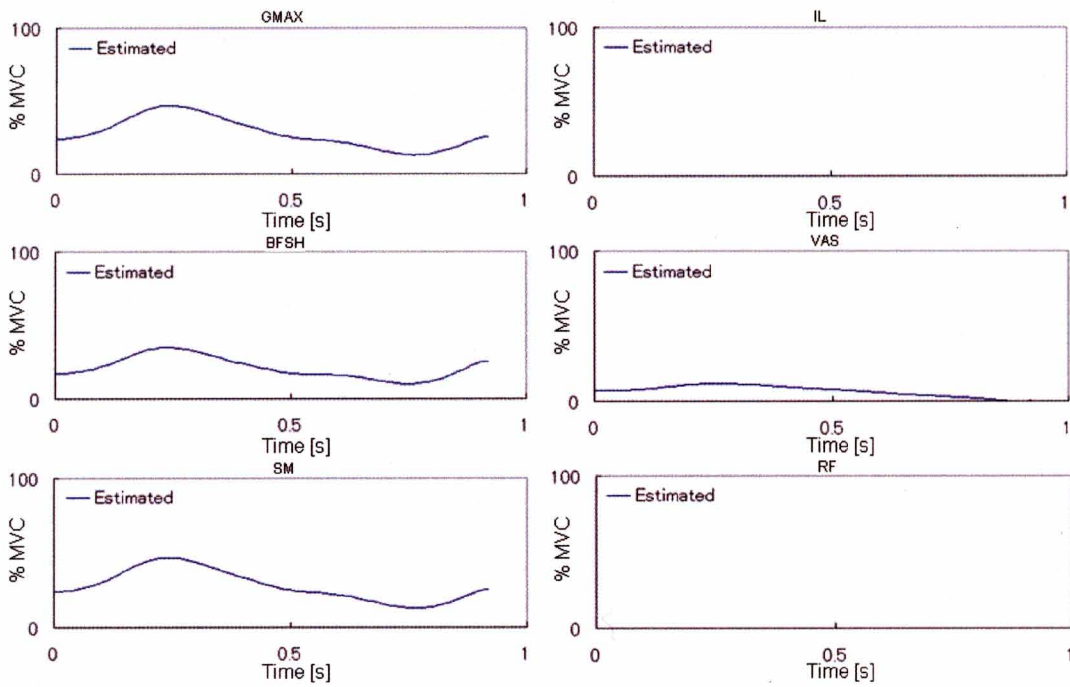 GMAX
100
Estimated
% MVC
0
0
0.5
1
Time [s]
IL
100
Estimated
% MVC
0
0
0.5
1
Time [s]
BFSH
100
Estimated
% MVC
0
0
0.5
1
Time [s]
VAS
100
Estimated
% MVC
0
0
0.5
1
Time [s]
SM
100
Estimated
% MVC
0
0
0.5
1
Time [s]
RF
100
Estimated
% MVC
0
0
0.5
1
Time [s]